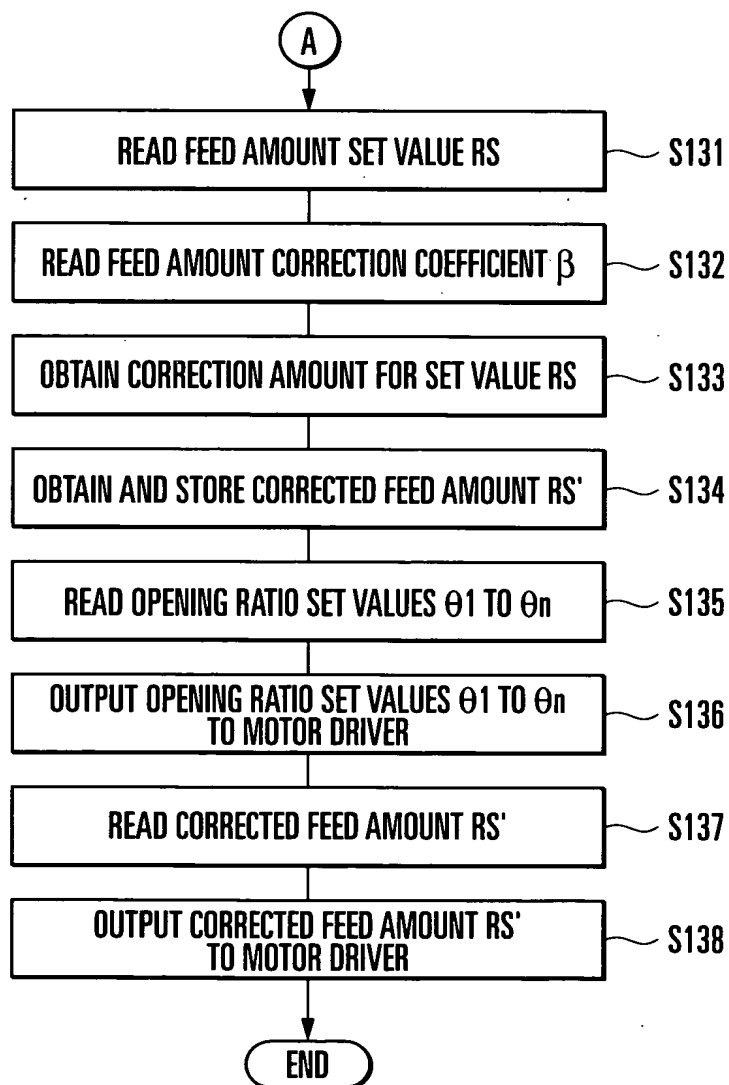 A
READ FEED AMOUNT SET VALUE RS
S131
READ FEED AMOUNT CORRECTION COEFFICIENT β
S132
OBTAIN CORRECTION AMOUNT FOR SET VALUE RS
S133
OBTAIN AND STORE CORRECTED FEED AMOUNT RS'
S134
READ OPENING RATIO SET VALUES θ1 TO θn
S135
OUTPUT OPENING RATIO SET VALUES θ1 TO θn
TO MOTOR DRIVER
S136
READ CORRECTED FEED AMOUNT RS'
S137
OUTPUT CORRECTED FEED AMOUNT RS'
TO MOTOR DRIVER
S138
END